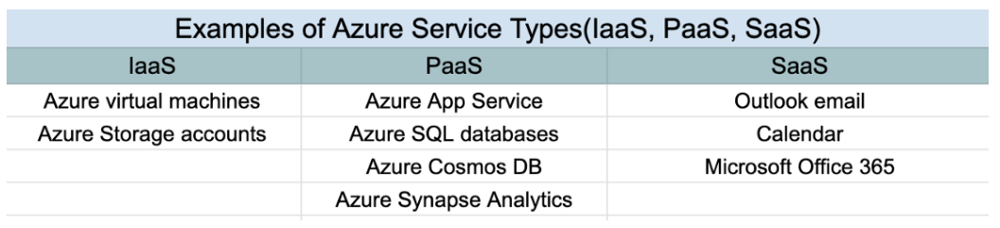 Examples of Azure Service Types(IaaS, PaaS, SaaS)
IaaS PaaS SaaS
Azure virtual machines Azure App Service Outlook email
Azure Storage accounts Azure SQL databases Calendar
Azure Cosmos DB Microsoft Office 365
Azure Synapse Analytics